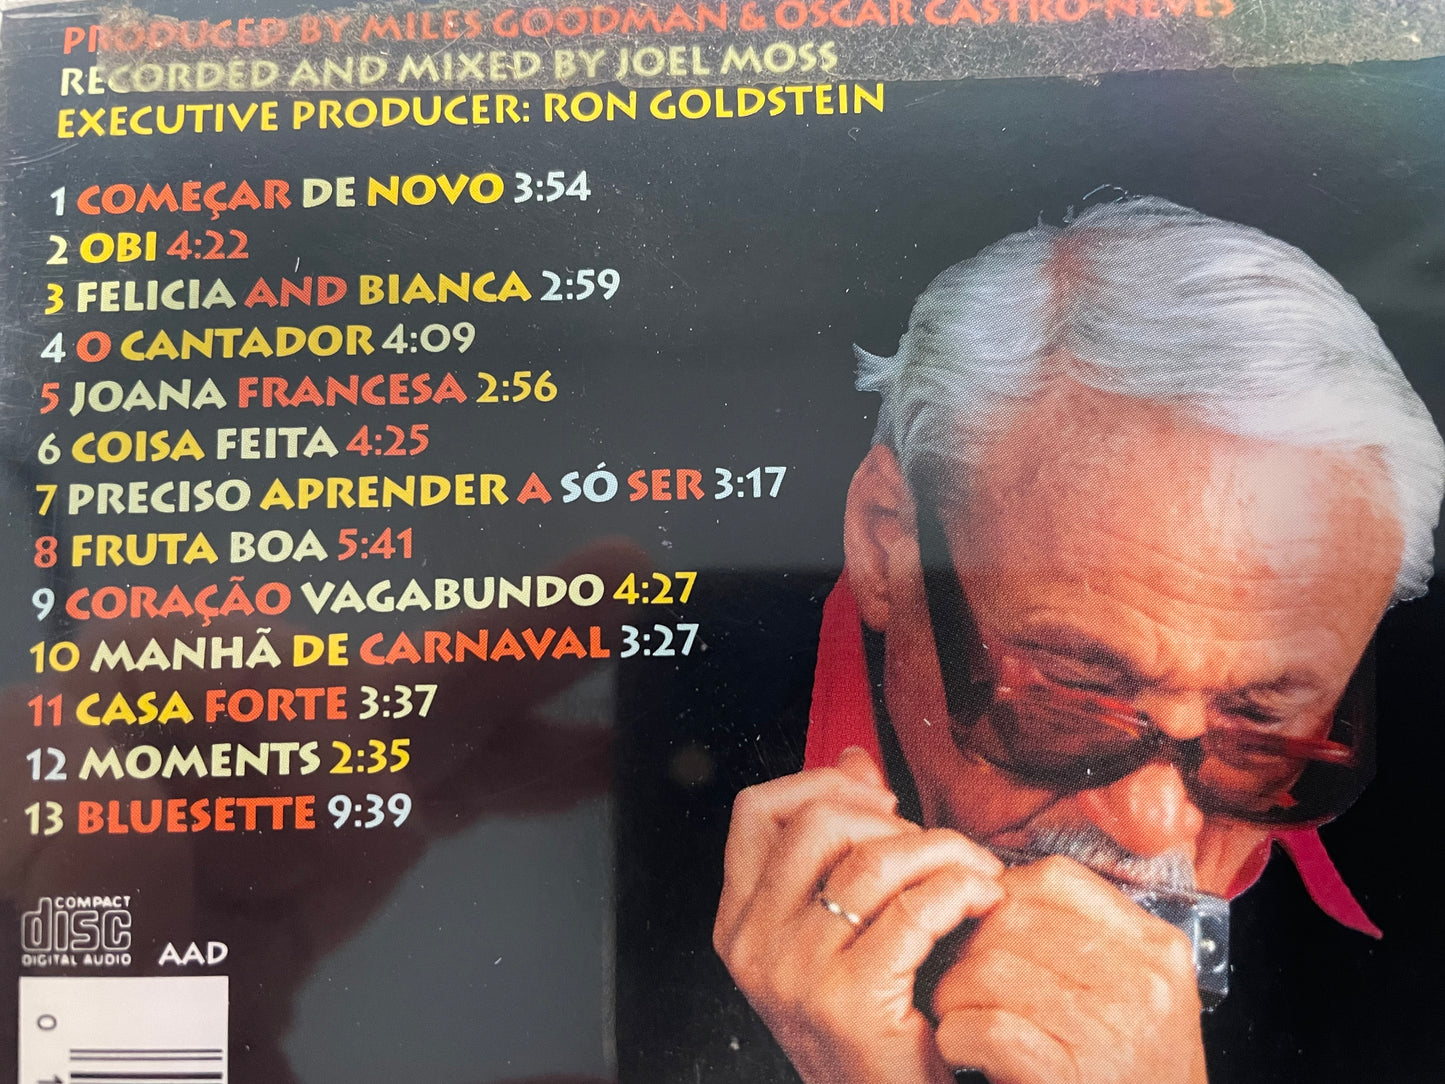 PRODUCED BY MILES GOODMAN & OSCAR CASTRO-NEVES
RECORDED AND MIXED BY JOEL MOSS
EXECUTIVE PRODUCER: RON GOLDSTEIN
1 COMEÇAR DE NOVO 3:54
2 OBI 4:22
3 FELICIA AND BIANCA 2:59
4 O CANTADOR 4:09
5 JOANA FRANCESA 2:56
6 COISA FEITA 4:25
7 PRECISO APRENDER A SÓ SER 3:17
8 FRUTA BOA 5:41
9 CORAÇÃO VAGABUNDO 4:27
10 MANHÃ DE CARNAVAL 3:27
11 CASA FORTE 3:37
12 MOMENTS 2:35
13 BLUESETTE 9:39
COMPACT
disc
DIGITAL AUDIO
AAD
0